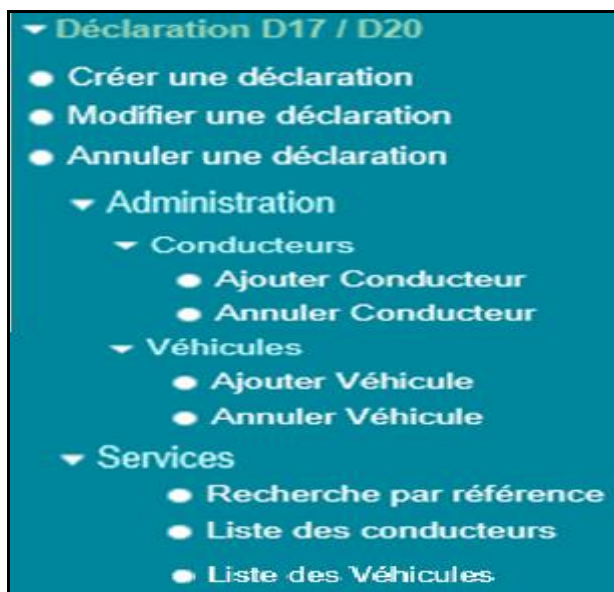 Déclaration D17 / D20
Créer une déclaration
Modifier une déclaration
Annuler une déclaration
Administration
Conducteurs
Ajouter Conducteur
Annuler Conducteur
Véhicules
Ajouter Véhicule
Annuler Véhicule
Services
Recherche par référence
Liste des conducteurs
Liste des Véhicules